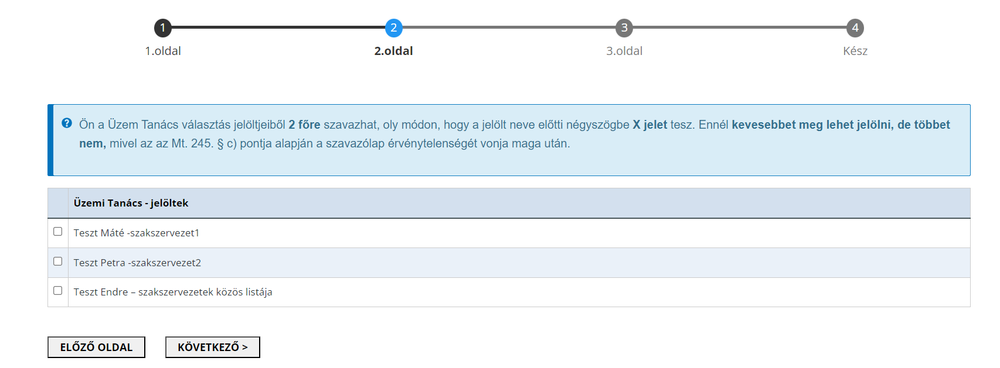 1 2 3 4
1.oldal 2.oldal 3.oldal Kész
Ön a Üzem Tanács választás jelöltjeiből 2 főre szavazhat, oly módon, hogy a jelölt neve előtti négyszögbe X jelet tesz. Ennél kevesebbet meg lehet jelölni, de többet
nem, mivel az az Mt. 245. § c) pontja alapján a szavazólap érvénytelenségét vonja maga után.
Üzemi Tanács - jelöltek
Teszt Máté -szakszervezet1
Teszt Petra -szakszervezet2
Teszt Endre – szakszervezetek közös listája
ELŐZŐ OLDAL KÖVETKEZŐ >